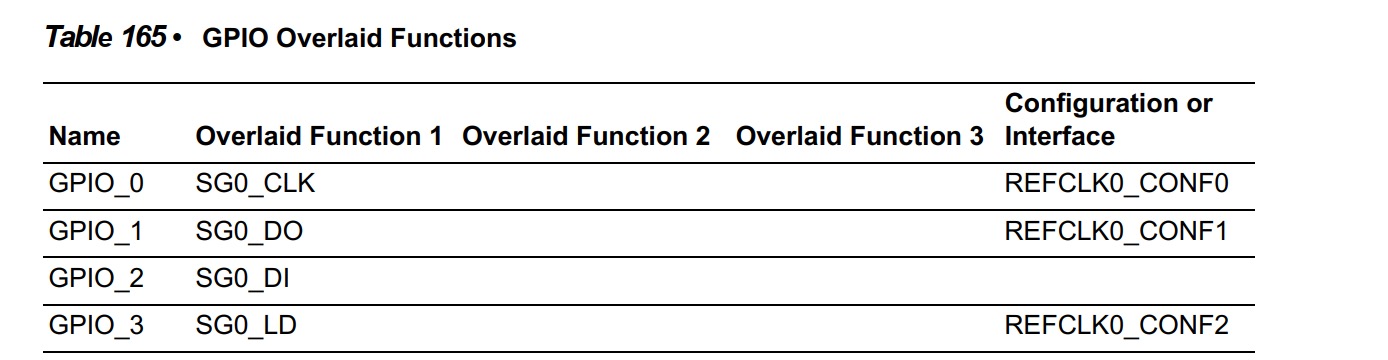 Table 165 • GPIO Overlaid Functions
Configuration or
Name Overlaid Function 1 Overlaid Function 2 Overlaid Function 3 Interface
GPIO_0 SG0_CLK REFCLK0_CONF0
GPIO_1 SG0_DO REFCLK0_CONF1
GPIO_2 SG0_DI
GPIO_3 SG0_LD REFCLK0_CONF2